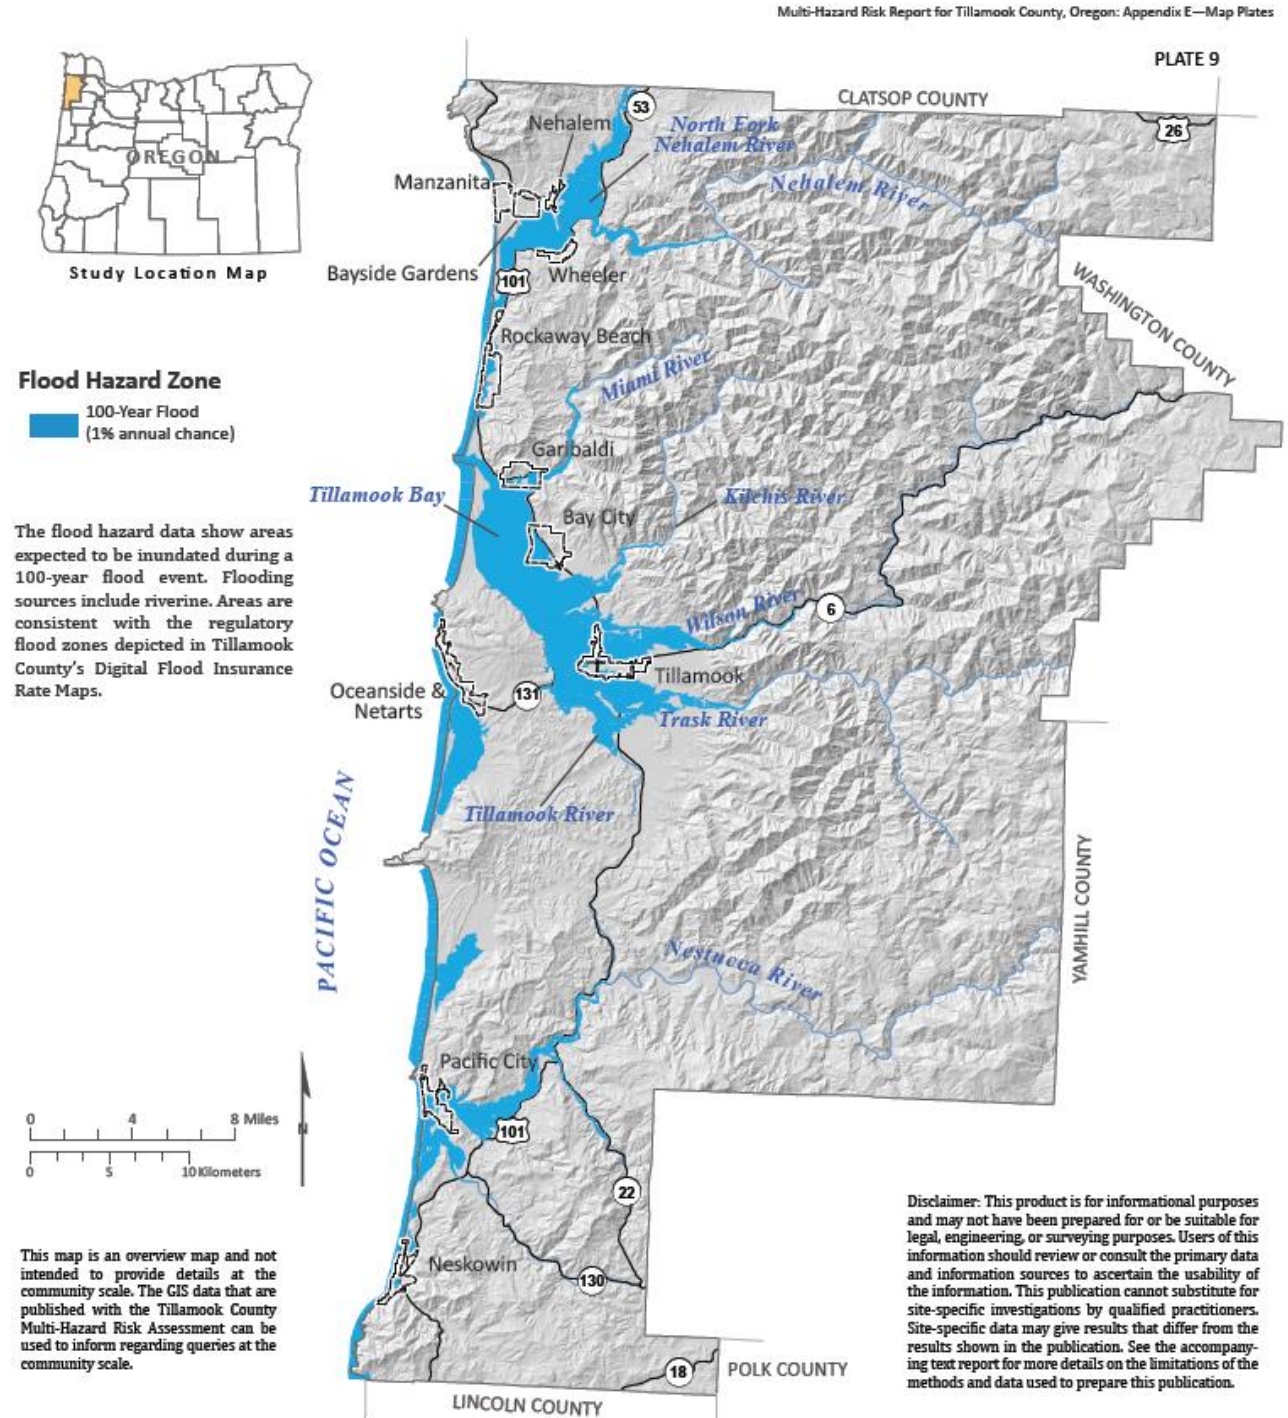 Multi-Hazard Risk Report for Tillamook County, Oregon: Appendix E—Map Plates
PLATE 9
OREGON
Study Location Map
CLATSOP COUNTY
53
26
Nehalem
North Fork
Nehalem River
Nehalem River
Manzanita
Bayside Gardens
Wheeler
101
WASHINGTON COUNTY
Rockaway Beach
Miami River
Flood Hazard Zone
100-Year Flood
(1% annual chance)
Garibaldi
Tillamook Bay
Kilchis River
Bay City
The flood hazard data show areas
expected to be inundated during a
100-year flood event. Flooding
sources include riverine. Areas are
consistent with the regulatory
flood zones depicted in Tillamook
County's Digital Flood Insurance
Rate Maps.
Wilson River
6
Tillamook
Oceanside &
Netarts
131
Trask River
Tillamook River
PACIFIC OCEAN
YAMHILL COUNTY
Nestucca River
Pacific City
101
0 4 8 Miles
0 5 10 Kilometers
N
22
Neskowin
130
This map is an overview map and not
intended to provide details at the
community scale. The GIS data that are
published with the Tillamook County
Multi-Hazard Risk Assessment can be
used to inform regarding queries at the
community scale.
Disclaimer: This product is for informational purposes
and may not have been prepared for or be suitable for
legal, engineering, or surveying purposes. Users of this
information should review or consult the primary data
and information sources to ascertain the usability of
the information. This publication cannot substitute for
site-specific investigations by qualified practitioners.
Site-specific data may give results that differ from the
results shown in the publication. See the accompany-
ing text report for more details on the limitations of the
methods and data used to prepare this publication.
18
POLK COUNTY
LINCOLN COUNTY